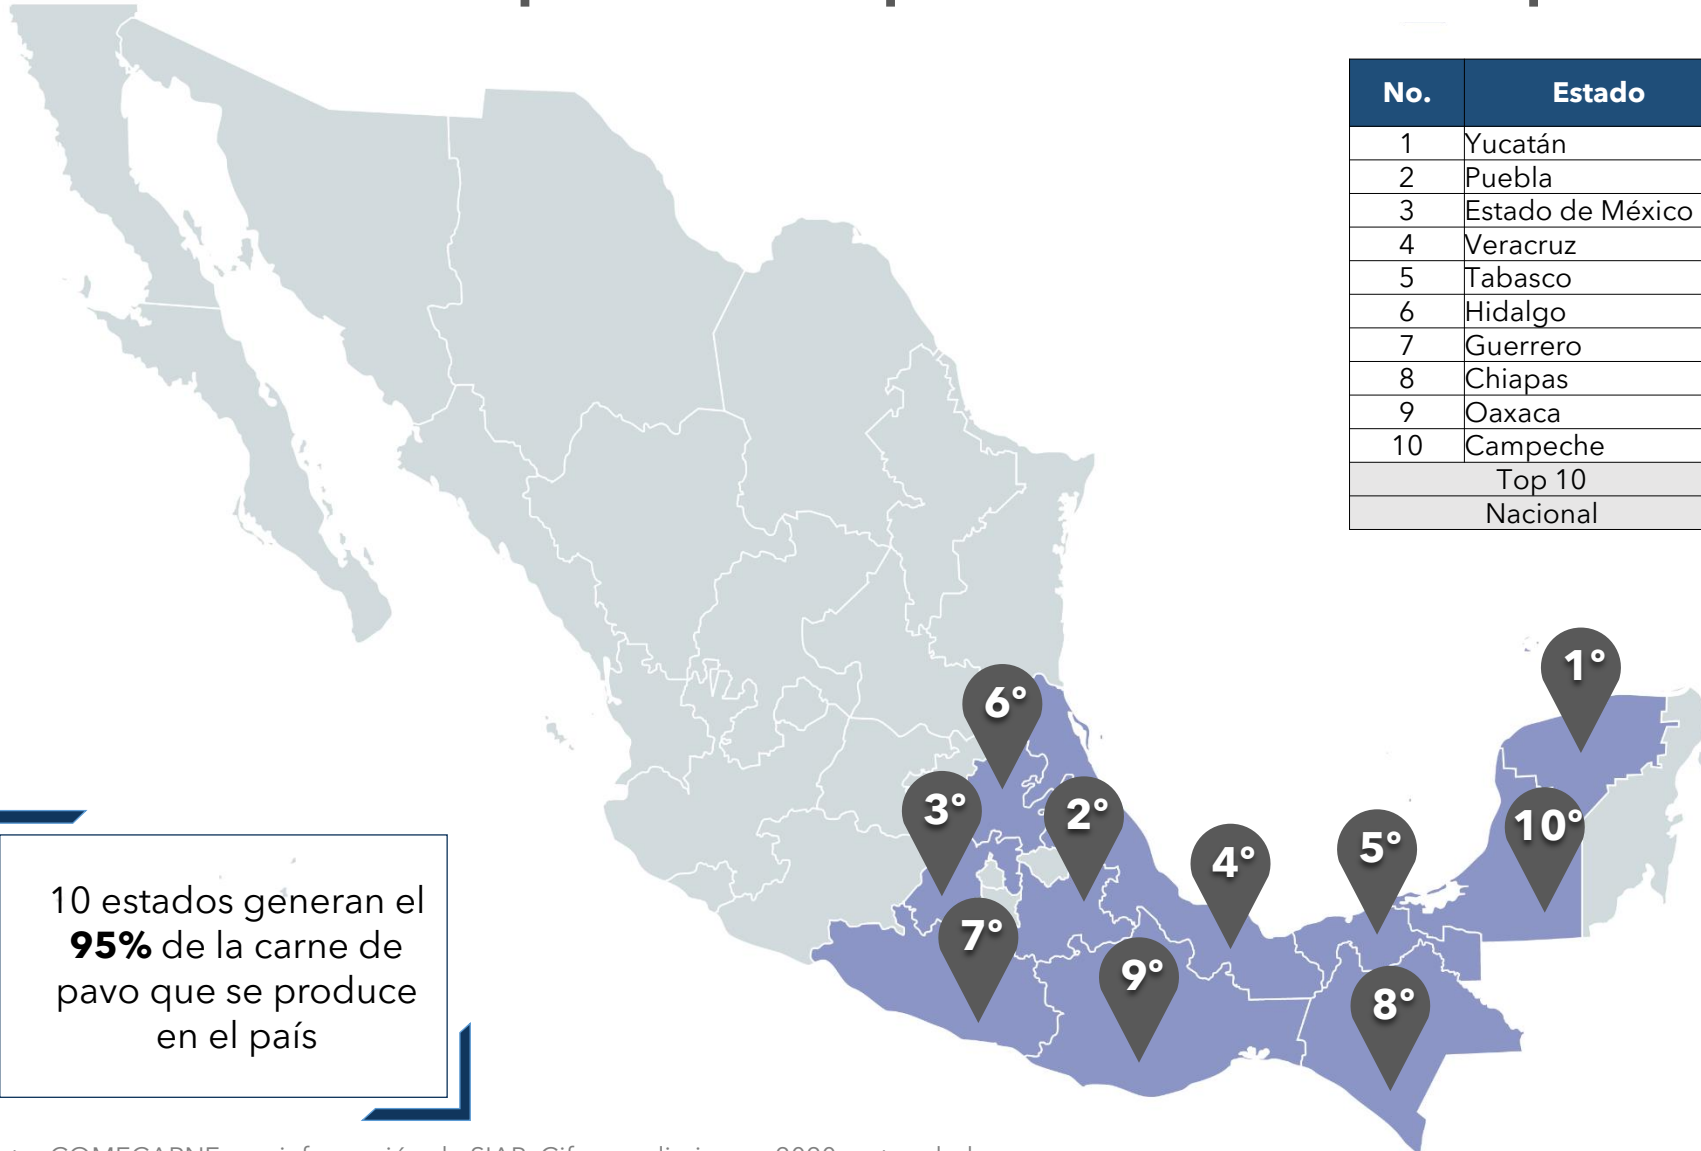 No. Estado
1 Yucatán
2 Puebla
3 Estado de México
4 Veracruz
5 Tabasco
6 Hidalgo
7 Guerrero
8 Chiapas
9 Oaxaca
10 Campeche
Top 10
Nacional
1°
6°
3°
2°
10°
4°
5°
7°
9°
8°
10 estados generan el
95% de la carne de
pavo que se produce
en el país